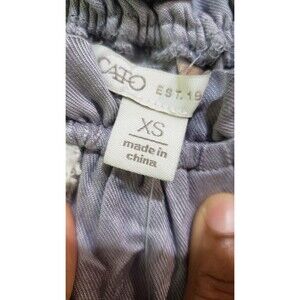 CATO EST. 19
XS
made in
china